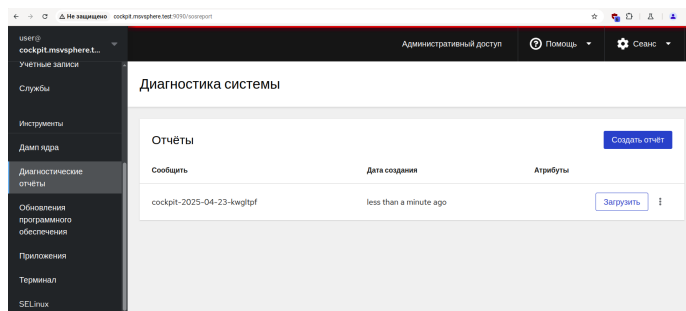 Не защищено cockpit.msvsphere.test:9090/sosreport
user@
cockpit.msvsphere.t...
Административный доступ
Помощь
Сеанс
Учётные записи
Службы
Инструменты
Дамп ядра
Диагностические
отчёты
Обновления
программного
обеспечения
Приложения
Терминал
SELinux
Диагностика системы
Отчёты
Создать отчёт
Сообщить Дата создания Атрибуты
cockpit-2025-04-23-kwgltpf less than a minute ago Загрузить